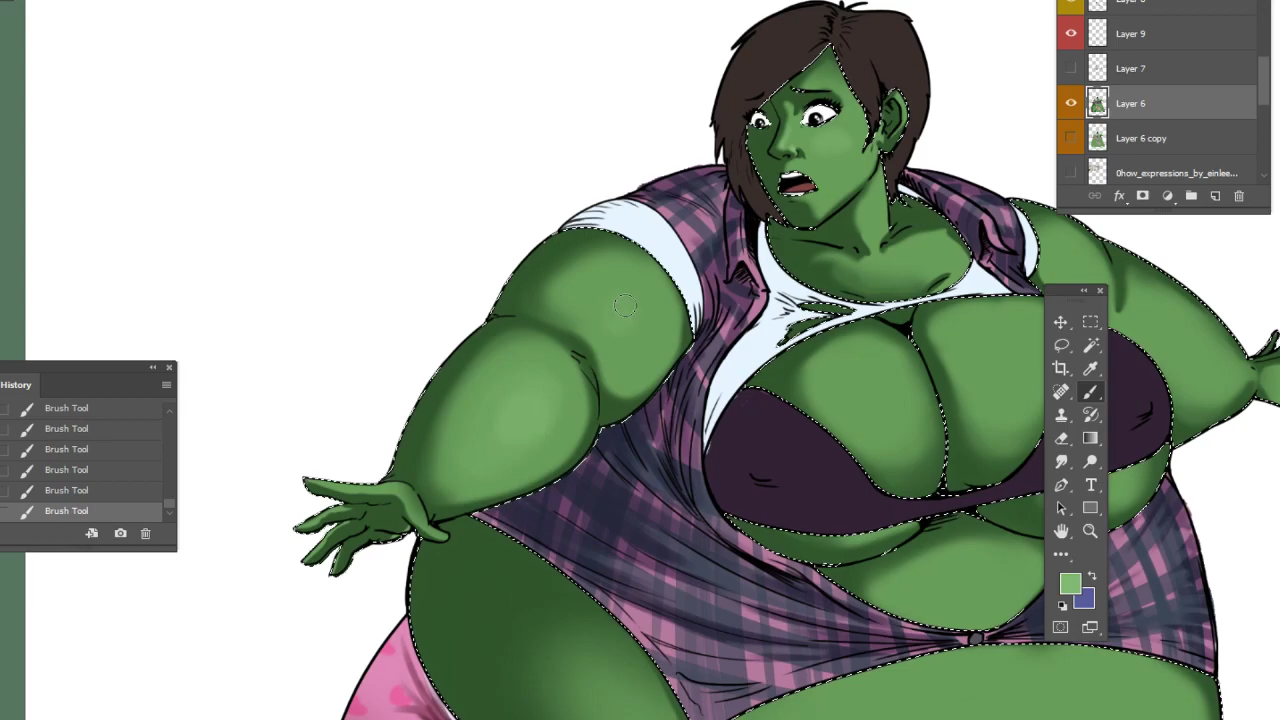 Layer 9
Layer 7
Layer 6
Layer 6 copy
0how_expressions_by_einlee...
fx
History
Brush Tool
Brush Tool
Brush Tool
Brush Tool
Brush Tool
Brush Tool
T